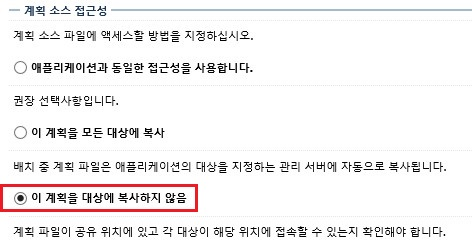 계획 소스 접근성
계획 소스 파일에 액세스할 방법을 지정하십시오.
애플리케이션과 동일한 접근성을 사용합니다.
권장 선택사항입니다.
이 계획을 모든 대상에 복사
배치 중 계획 파일은 애플리케이션의 대상을 지정하는 관리 서버에 자동으로 복사됩니다.
이 계획을 대상에 복사하지 않음
계획 파일이 공유 위치에 있고 각 대상이 해당 위치에 접속할 수 있는지 확인해야 합니다.